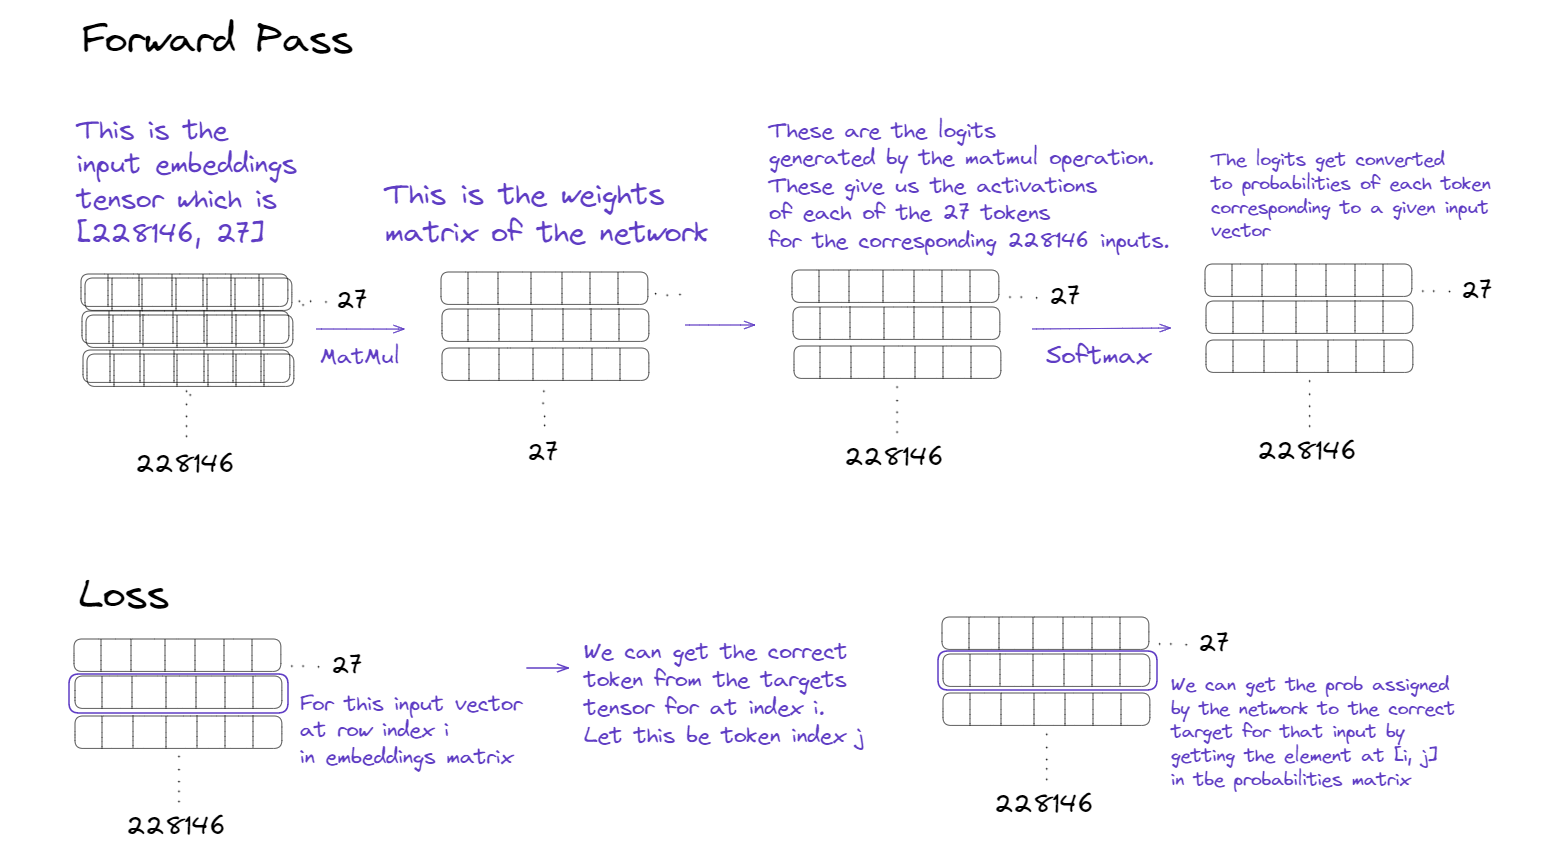 Forward Pass
This is the
input embeddings
tensor which is
[228146, 27]
This is the weights
matrix of the network
These are the logits
generated by the matmul operation.
These give us the activations
of each of the 27 tokens
for the corresponding 228146 inputs.
The logits get converted
to probabilities of each token
corresponding to a given input
vector
27
MatMul
228146
27
27
Softmax
228146
27
228146
Loss
27
For this input vector
at row index i
in embeddings matrix
228146
We can get the correct
token from the targets
tensor for at index i.
Let this be token index j
27
We can get the prob assigned
by the network to the correct
target for that input by
getting the element at [i, j]
in tbe probabilities matrix
228146